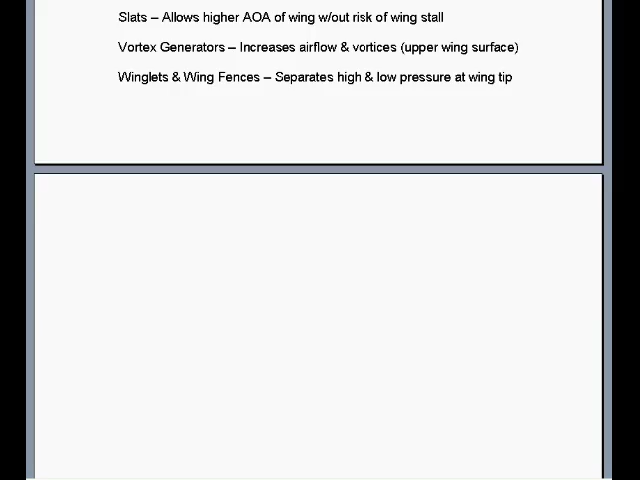 Slats – Allows higher AOA of wing w/out risk of wing stall
Vortex Generators – Increases airflow & vortices (upper wing surface)
Winglets & Wing Fences – Separates high & low pressure at wing tip